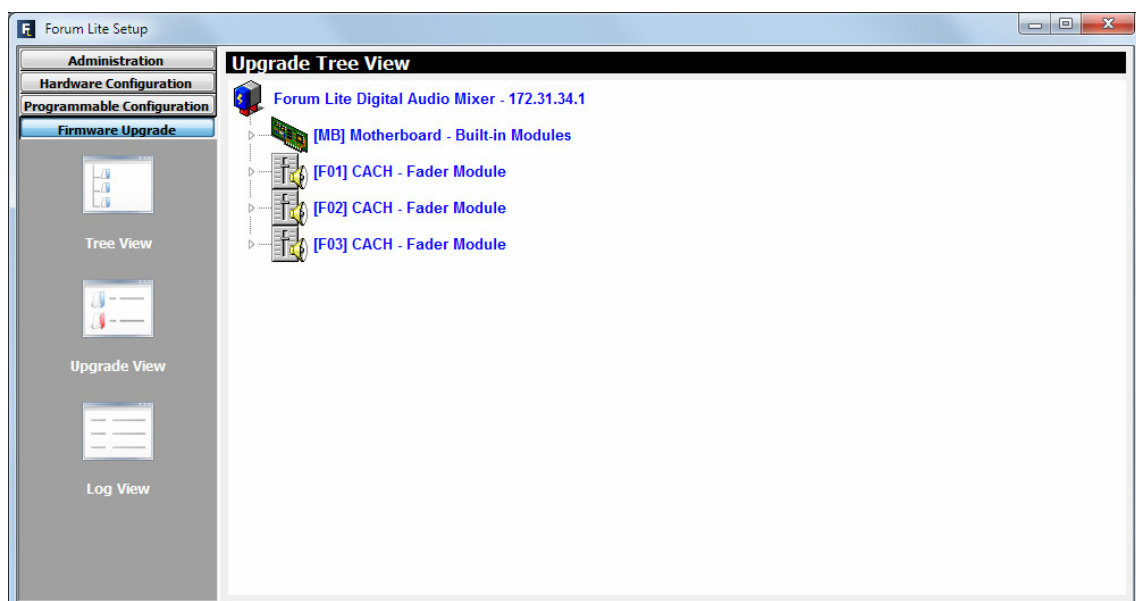 Forum Lite Setup
Administration
Hardware Configuration
Programmable Configuration
Firmware Upgrade
Tree View
Upgrade View
Log View
Upgrade Tree View
Forum Lite Digital Audio Mixer - 172.31.34.1
[MB] Motherboard - Built-in Modules
[F01] CACH - Fader Module
[F02] CACH - Fader Module
[F03] CACH - Fader Module